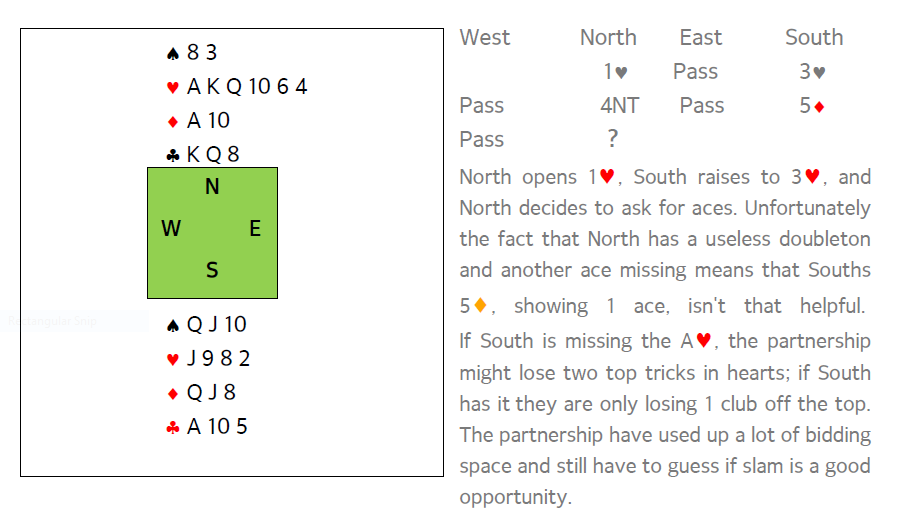 ♠ 8 3
♥ A K Q 10 6 4
♦ A 10
♣ K Q 8
N
W E
S
♠ Q J 10
♥ J 9 8 2
♦ Q J 8
♣ A 10 5
Rectangular Snip
West North East South
1♥ Pass 3♥
Pass 4NT Pass 5♦
Pass ?
North opens 1♥, South raises to 3♥, and
North decides to ask for aces. Unfortunately
the fact that North has a useless doubleton
and another ace missing means that Souths
5♦, showing 1 ace, isn't that helpful.
If South is missing the A♥, the partnership
might lose two top tricks in hearts; if South
has it they are only losing 1 club off the top.
The partnership have used up a lot of bidding
space and still have to guess if slam is a good
opportunity.